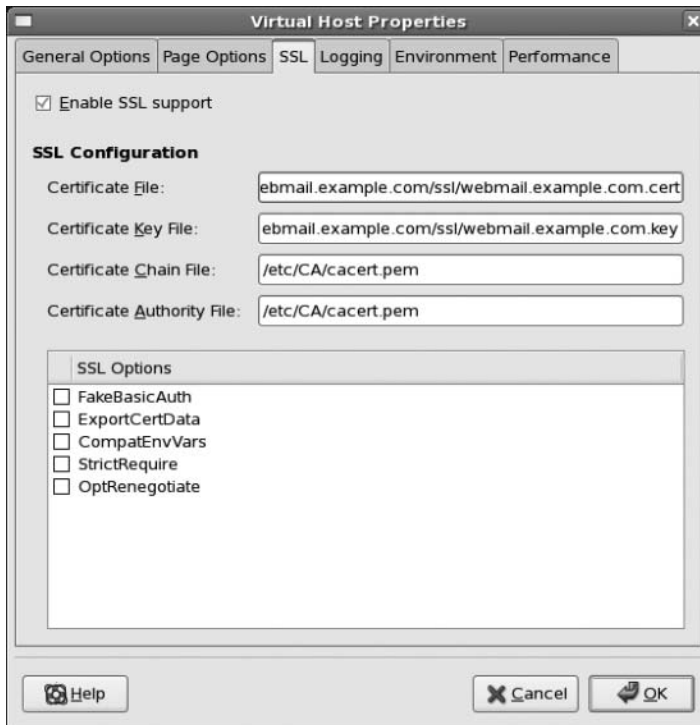 Virtual Host Properties
General Options Page Options SSL Logging Environment Performance
Enable SSL support
SSL Configuration
Certificate File: ebmail.example.com/ssl/webmail.example.com.cert
Certificate Key File: ebmail.example.com/ssl/webmail.example.com.key
Certificate Chain File: /etc/CA/cacert.pem
Certificate Authority File: /etc/CA/cacert.pem
SSL Options
FakeBasicAuth
ExportCertData
CompatEnvVars
StrictRequire
OptRenegotiate
Help Cancel OK